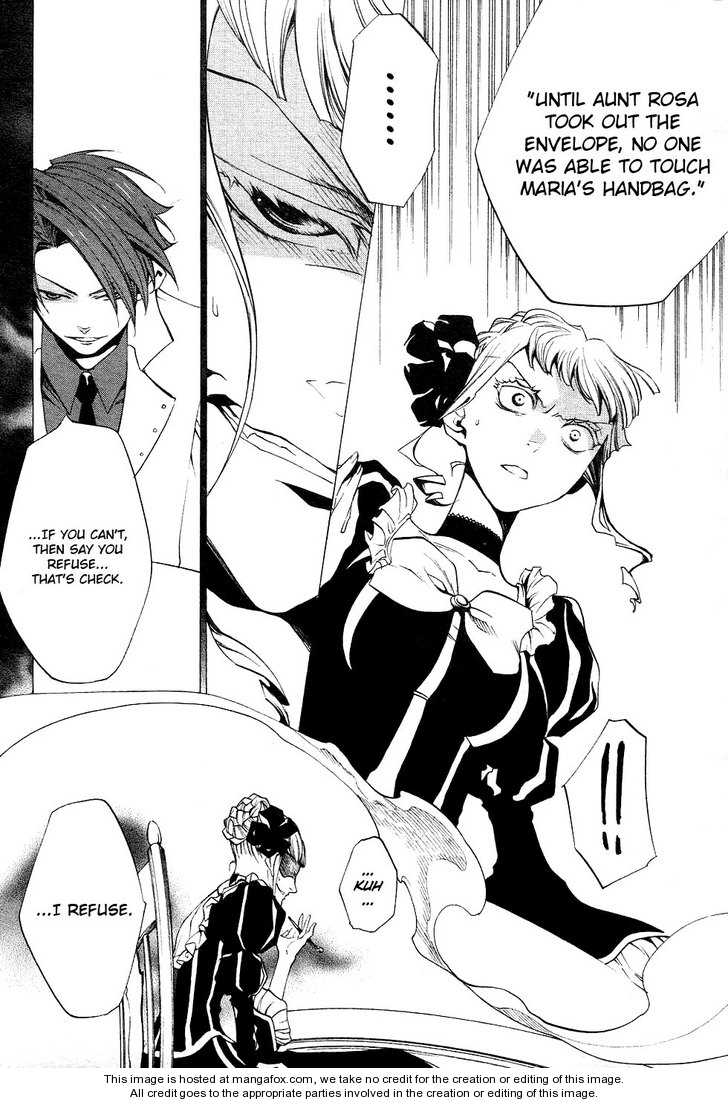 "UNTIL AUNT ROSA
TOOK OUT THE
ENVELOPE, NO ONE
WAS ABLE TO TOUCH
MARIA'S HANDBAG."
!!
........
...IF YOU CAN'T,
THEN SAY YOU
REFUSE...
THAT'S CHECK.
...
KUH
...
...I REFUSE.
This image is hosted at mangafox.com, we take no credit for the creation or editing of this image.
All credit goes to the appropriate parties involved in the creation or editing of this image.